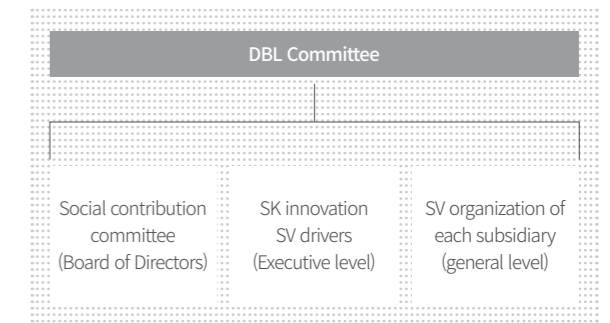 DBL Committee
Social contribution
committee
(Board of Directors)
SK innovation
SV drivers
(Executive level)
SV organization of
each subsidiary
(general level)